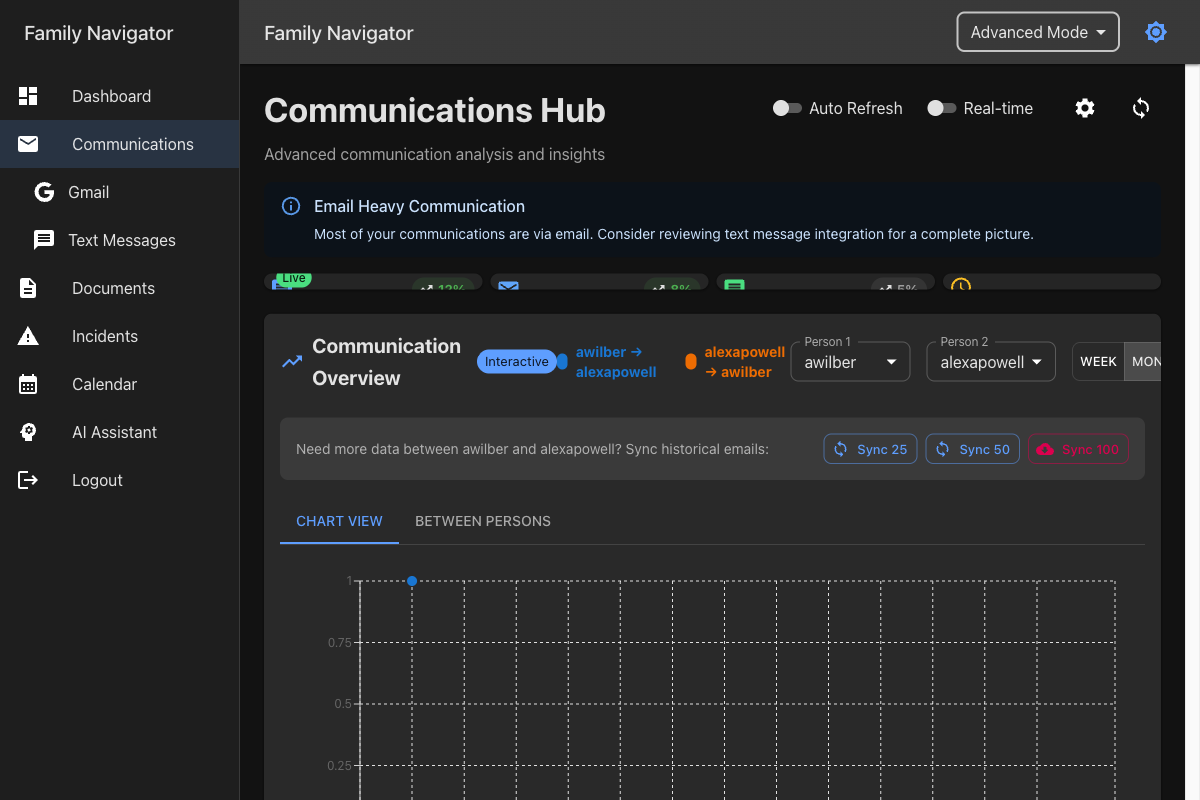 Family Navigator
Family Navigator
Advanced Mode
Dashboard
Communications
Gmail
Text Messages
Documents
Incidents
Calendar
AI Assistant
Logout
Communications Hub
Auto Refresh
Real-time
Advanced communication analysis and insights
Email Heavy Communication
Most of your communications are via email. Consider reviewing text message integration for a complete picture.
Live
12%
8%
5%
Communication
Overview
Interactive
awilber →
alexapowell
alexapowell
→ awilber
Person 1
awilber
Person 2
alexapowell
WEEK
MON
Need more data between awilber and alexapowell? Sync historical emails:
Sync 25
Sync 50
Sync 100
CHART VIEW
BETWEEN PERSONS
1
0.75
0.5
0.25